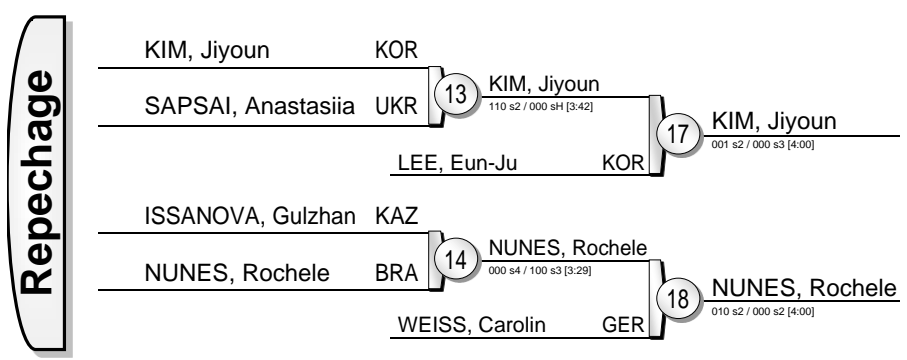 Repechage
KIM, Jiyoun KOR
SAPSAI, Anastasiia UKR
13
KIM, Jiyoun
110 s2 / 000 sH [3:42]
LEE, Eun-Ju KOR
17
KIM, Jiyoun
001 s2 / 000 s3 [4:00]
ISSANOVA, Gulzhan KAZ
NUNES, Rochele BRA
14
NUNES, Rochele
000 s4 / 100 s3 [3:29]
WEISS, Carolin GER
18
NUNES, Rochele
010 s2 / 000 s2 [4:00]